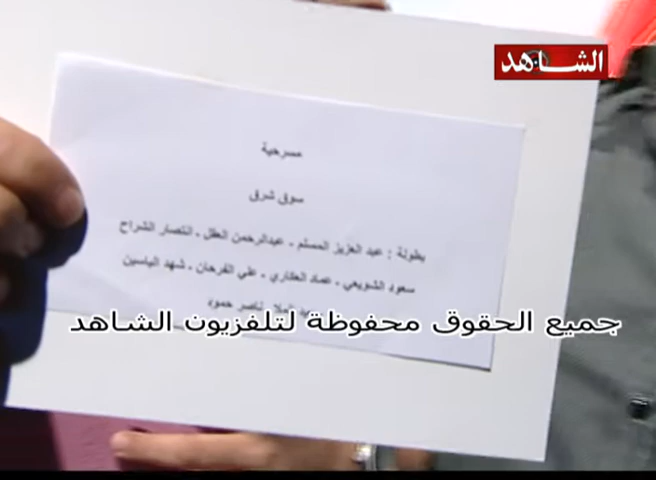 الشاهد
مسرحية
سوق شرق
بطولة : عبد العزيز المسلم . عبدالرحمن العقل . انتصار الشراح
سعود الشويعي . عماد العكاري . علي الفرحان . شهد الياسين
ناصر حمود
جميع الحقوق محفوظة لتلفزيون الشاهد